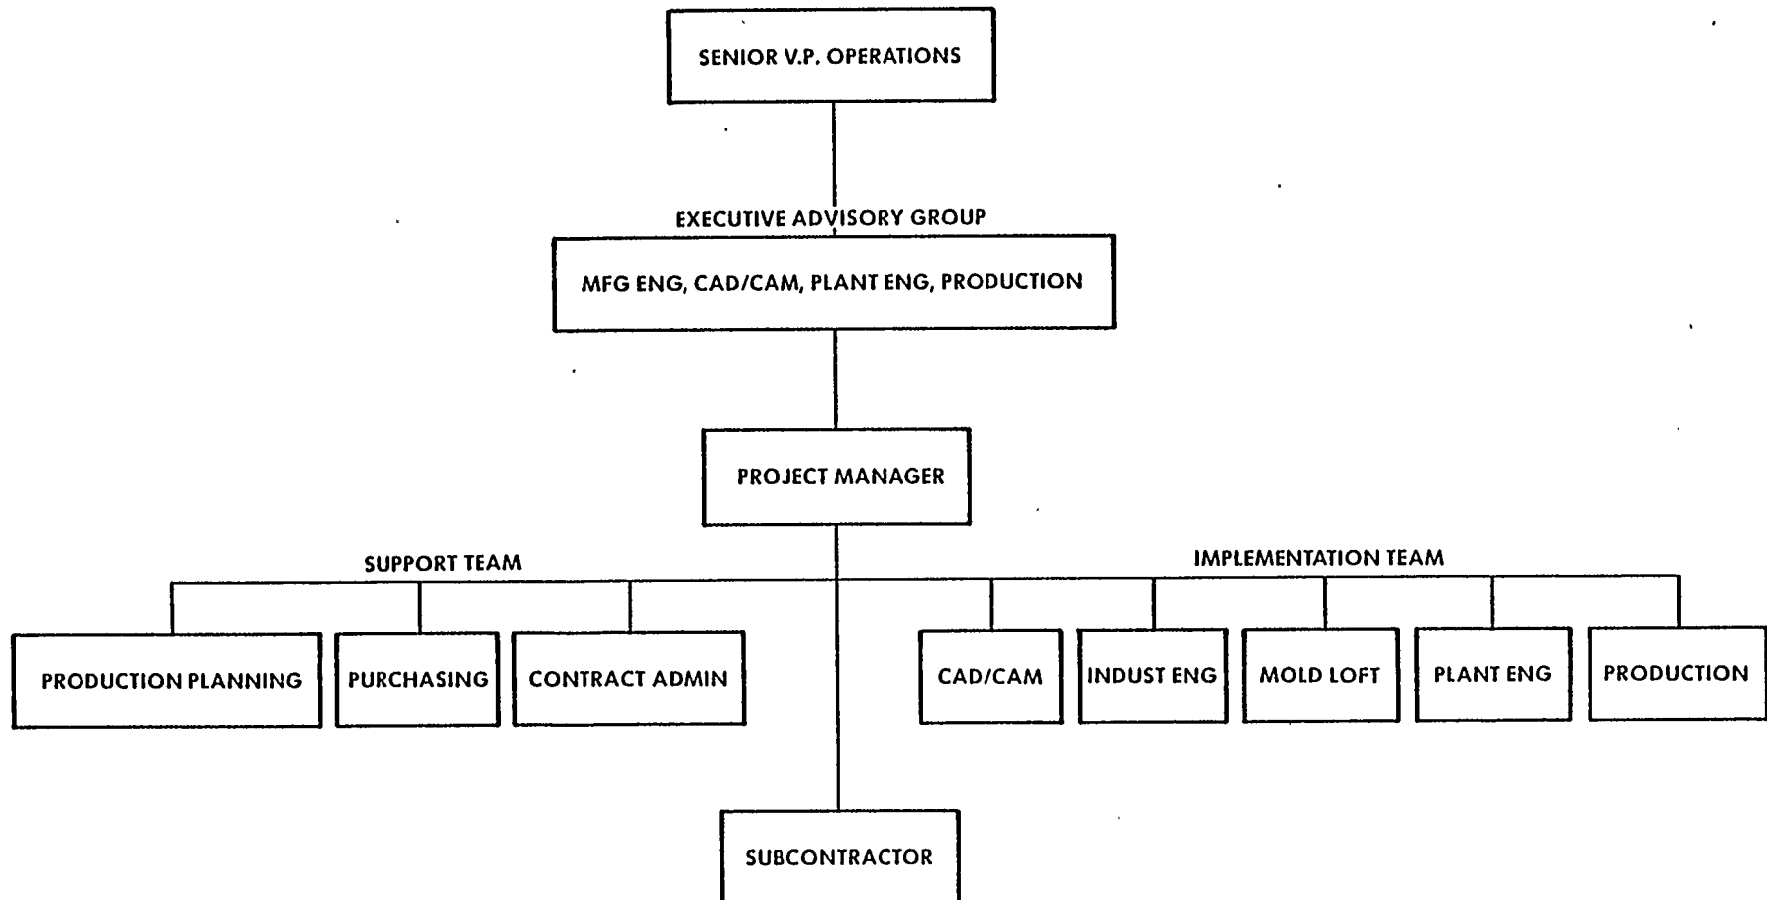 SENIOR V.P. OPERATIONS
EXECUTIVE ADVISORY GROUP
MFG ENG, CAD/CAM, PLANT ENG, PRODUCTION
PROJECT MANAGER
SUPPORT TEAM
IMPLEMENTATION TEAM
PRODUCTION PLANNING
PURCHASING
CONTRACT ADMIN
CAD/CAM
INDUST ENG
MOLD LOFT
PLANT ENG
PRODUCTION
SUBCONTRACTOR